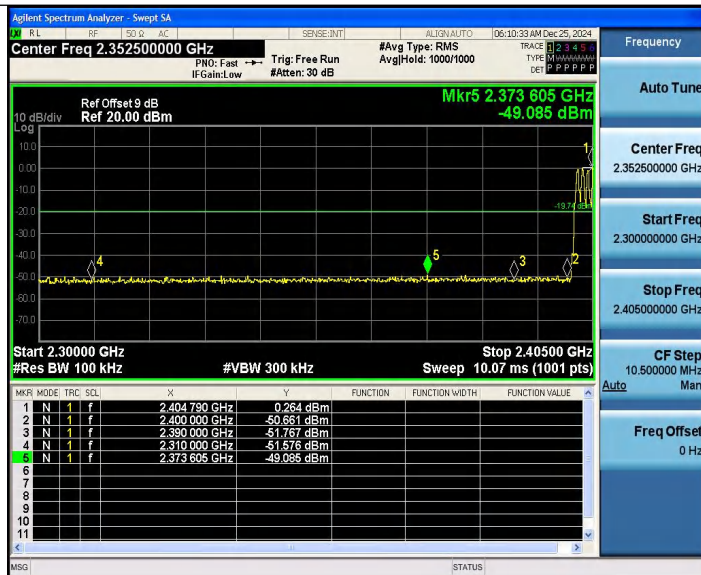 Agilent Spectrum Analyzer - Swept SA
LXI RL RF 50 Ω AC SENSE:INT ALIGN AUTO 06:10:33 AM Dec 25, 2024
Center Freq 2.352500000 GHz
PNO: Fast
IFGain:Low
Trig: Free Run
#Atten: 30 dB
#Avg Type: RMS
Avg|Hold: 1000/1000
TRACE 1 2 3 4 5 6
TYPE M
DET P P P P P P
Frequency
Auto Tune
Center Freq
2.352500000 GHz
Start Freq
2.300000000 GHz
Stop Freq
2.405000000 GHz
CF Step
10.500000 MHz
Auto Man
Freq Offset
0 Hz
Mkr5 2.373 605 GHz
-49.085 dBm
Ref Offset 9 dB
10 dB/div Ref 20.00 dBm
Log
10.0
0.00
-10.0
-20.0
-30.0
-40.0
-50.0
-60.0
-70.0
1
4
5
3
2
Start 2.30000 GHz Stop 2.40500 GHz
#Res BW 100 kHz #VBW 300 kHz Sweep 10.07 ms (1001 pts)
MKR MODE TRC SCL X Y FUNCTION FUNCTION WIDTH FUNCTION VALUE
1 N 1 f 2.404 790 GHz 0.264 dBm
2 N 1 f 2.400 000 GHz -50.661 dBm
3 N 1 f 2.390 000 GHz -51.767 dBm
4 N 1 f 2.310 000 GHz -51.576 dBm
5 N 1 f 2.373 605 GHz -49.085 dBm
6
7
8
9
10
11
MSG STATUS